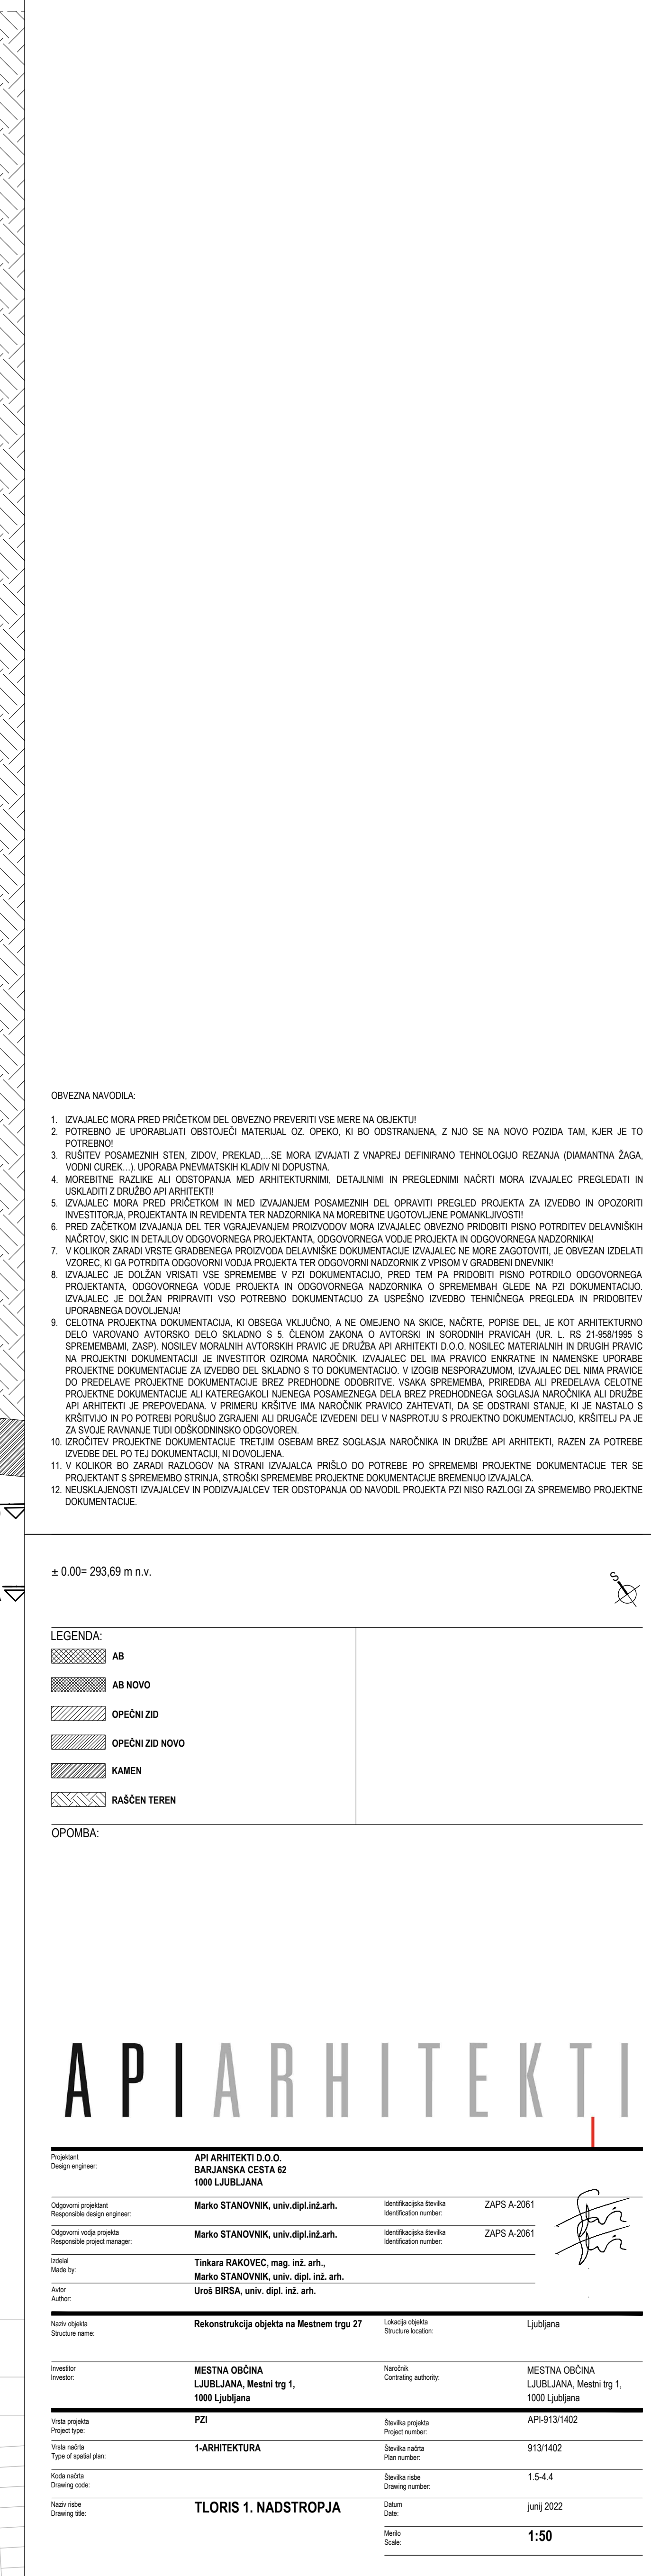 OBVEZNA NAVODILA:
1. IZVAJALEC MORA PRED PRIČETKOM DEL OBVEZNO PREVERITI VSE MERE NA OBJEKTU!
2. POTREBNO JE UPORABLJATI OBSTOJEČI MATERIJAL OZ. OPEKO, KI BO ODSTRANJENA, Z NJO SE NA NOVO POZIDA TAM, KJER JE TO
POTREBNO!
3. RUŠITEV POSAMEZNIH STEN, ZIDOV, PREKLAD,...SE MORA IZVAJATI Z VNAPREJ DEFINIRANO TEHNOLOGIJO REZANJA (DIAMANTNA ŽAGA,
VODNI CUREK...). UPORABA PNEVMATSKIH KLADIV NI DOPUSTNA.
4. MOREBITNE RAZLIKE ALI ODSTOPANJA MED ARHITEKTURNIMI, DETAJLNIMI IN PREGLEDNIMI NAČRTI MORA IZVAJALEC PREGLEDATI IN
USKLADITI Z DRUŽBO API ARHITEKTI!
5. IZVAJALEC MORA PRED PRIČETKOM IN MED IZVAJANJEM POSAMEZNIH DEL OPRAVITI PREGLED PROJEKTA ZA IZVEDBO IN OPOZORITI
INVESTITORJA, PROJEKTANTA IN REVIDENTA TER NADZORNIKA NA MOREBITNE UGOTOVLJENE POMANKLJIVOSTI!
6. PRED ZAČETKOM IZVAJANJA DEL TER VGRAJEVANJEM PROIZVODOV MORA IZVAJALEC OBVEZNO PRIDOBITI PISNO POTRDITEV DELAVNIŠKIH
NAČRTOV, SKIC IN DETAJLOV ODGOVORNEGA PROJEKTANTA, ODGOVORNEGA VODJE PROJEKTA IN ODGOVORNEGA NADZORNIKA!
7. V KOLIKOR ZARADI VRSTE GRADBENEGA PROIZVODA DELAVNIŠKE DOKUMENTACIJE IZVAJALEC NE MORE ZAGOTOVITI, JE OBVEZAN IZDELATI
VZOREC, KI GA POTRDITA ODGOVORNI VODJA PROJEKTA TER ODGOVORNI NADZORNIK Z VPISOM V GRADBENI DNEVNIK!
8. IZVAJALEC JE DOLŽAN VRISATI VSE SPREMEMBE V PZI DOKUMENTACIJO, PRED TEM PA PRIDOBITI PISNO POTRDILO ODGOVORNEGA
PROJEKTANTA, ODGOVORNEGA VODJE PROJEKTA IN ODGOVORNEGA NADZORNIKA O SPREMEMBAH GLEDE NA PZI DOKUMENTACIJO.
IZVAJALEC JE DOLŽAN PRIPRAVITI VSO POTREBNO DOKUMENTACIJO ZA USPEŠNO IZVEDBO TEHNIČNEGA PREGLEDA IN PRIDOBITEV
UPORABNEGA DOVOLJENJA!
9. CELOTNA PROJEKTNA DOKUMENTACIJA, KI OBSEGA VKLJUČNO, A NE OMEJENO NA SKICE, NAČRTE, POPISE DEL, JE KOT ARHITEKTURNO
DELO VAROVANO AVTORSKO DELO SKLADNO S 5. ČLENOM ZAKONA O AVTORSKI IN SORODNIH PRAVICAH (UR. L. RS 21-958/1995 S
SPREMEMBAMI, ZASP). NOSILEV MORALNIH AVTORSKIH PRAVIC JE DRUŽBA API ARHITEKTI D.O.O. NOSILEC MATERIALNIH IN DRUGIH PRAVIC
NA PROJEKTNI DOKUMENTACIJI JE INVESTITOR OZIROMA NAROČNIK. IZVAJALEC DEL IMA PRAVICO ENKRATNE IN NAMENSKE UPORABE
PROJEKTNE DOKUMENTACIJE ZA IZVEDBO DEL SKLADNO S TO DOKUMENTACIJO. V IZOGIB NESPORAZUMOM, IZVAJALEC DEL NIMA PRAVICE
DO PREDELAVE PROJEKTNE DOKUMENTACIJE BREZ PREDHODNE ODOBRITVE. VSAKA SPREMEMBA, PRIREDBA ALI PREDELAVA CELOTNE
PROJEKTNE DOKUMENTACIJE ALI KATEREGAKOLI NJENEGA POSAMEZNEGA DELA BREZ PREDHODNEGA SOGLASJA NAROČNIKA ALI DRUŽBE
API ARHITEKTI JE PREPOVEDANA. V PRIMERU KRŠITVE IMA NAROČNIK PRAVICO ZAHTEVATI, DA SE ODSTRANI STANJE, KI JE NASTALO S
KRŠITVIJO IN PO POTREBI PORUŠIJO ZGRAJENI ALI DRUGAČE IZVEDENI DELI V NASPROTJU S PROJEKTNO DOKUMENTACIJO, KRŠITELJ PA JE
ZA SVOJE RAVNANJE TUDI ODŠKODNINSKO ODGOVOREN.
10. IZROČITEV PROJEKTNE DOKUMENTACIJE TRETJIM OSEBAM BREZ SOGLASJA NAROČNIKA IN DRUŽBE API ARHITEKTI, RAZEN ZA POTREBE
IZVEDBE DEL PO TEJ DOKUMENTACIJI, NI DOVOLJENA.
11. V KOLIKOR BO ZARADI RAZLOGOV NA STRANI IZVAJALCA PRIŠLO DO POTREBE PO SPREMEMBI PROJEKTNE DOKUMENTACIJE TER SE
PROJEKTANT S SPREMEMBO STRINJA, STROŠKI SPREMEMBE PROJEKTNE DOKUMENTACIJE BREMENIJO IZVAJALCA.
12. NEUSKLAJENOSTI IZVAJALCEV IN PODIZVAJALCEV TER ODSTOPANJA OD NAVODIL PROJEKTA PZI NISO RAZLOGI ZA SPREMEMBO PROJEKTNE
DOKUMENTACIJE.
± 0.00= 293,69 m n.v.
S
LEGENDA:
AB
AB NOVO
OPEČNI ZID
OPEČNI ZID NOVO
KAMEN
RAŠČEN TEREN
OPOMBA:
API ARHITEKTI
Projektant
Design engineer:
API ARHITEKTI D.O.O.
BARJANSKA CESTA 62
1000 LJUBLJANA
Odgovorni projektant
Responsible design engineer:
Marko STANOVNIK, univ.dipl.inž.arh.
Identifikacijska številka
Identification number:
ZAPS A-2061
Odgovorni vodja projekta
Responsible project manager:
Marko STANOVNIK, univ.dipl.inž.arh.
Identifikacijska številka
Identification number:
ZAPS A-2061
Izdelal
Made by:
Tinkara RAKOVEC, mag. inž. arh.,
Marko STANOVNIK, univ. dipl. inž. arh.
Avtor
Author:
Uroš BIRSA, univ. dipl. inž. arh.
Naziv objekta
Structure name:
Rekonstrukcija objekta na Mestnem trgu 27
Lokacija objekta
Structure location:
Ljubljana
Investitor
Investor:
MESTNA OBČINA
LJUBLJANA, Mestni trg 1,
1000 Ljubljana
Naročnik
Contrating authority:
MESTNA OBČINA
LJUBLJANA, Mestni trg 1,
1000 Ljubljana
Vrsta projekta
Project type:
PZI
Številka projekta
Project number:
API-913/1402
Vrsta načrta
Type of spatial plan:
1-ARHITEKTURA
Številka načrta
Plan number:
913/1402
Koda načrta
Drawing code:
Številka risbe
Drawing number:
1.5-4.4
Naziv risbe
Drawing title:
TLORIS 1. NADSTROPJA
Datum
Date:
junij 2022
Merilo
Scale:
1:50